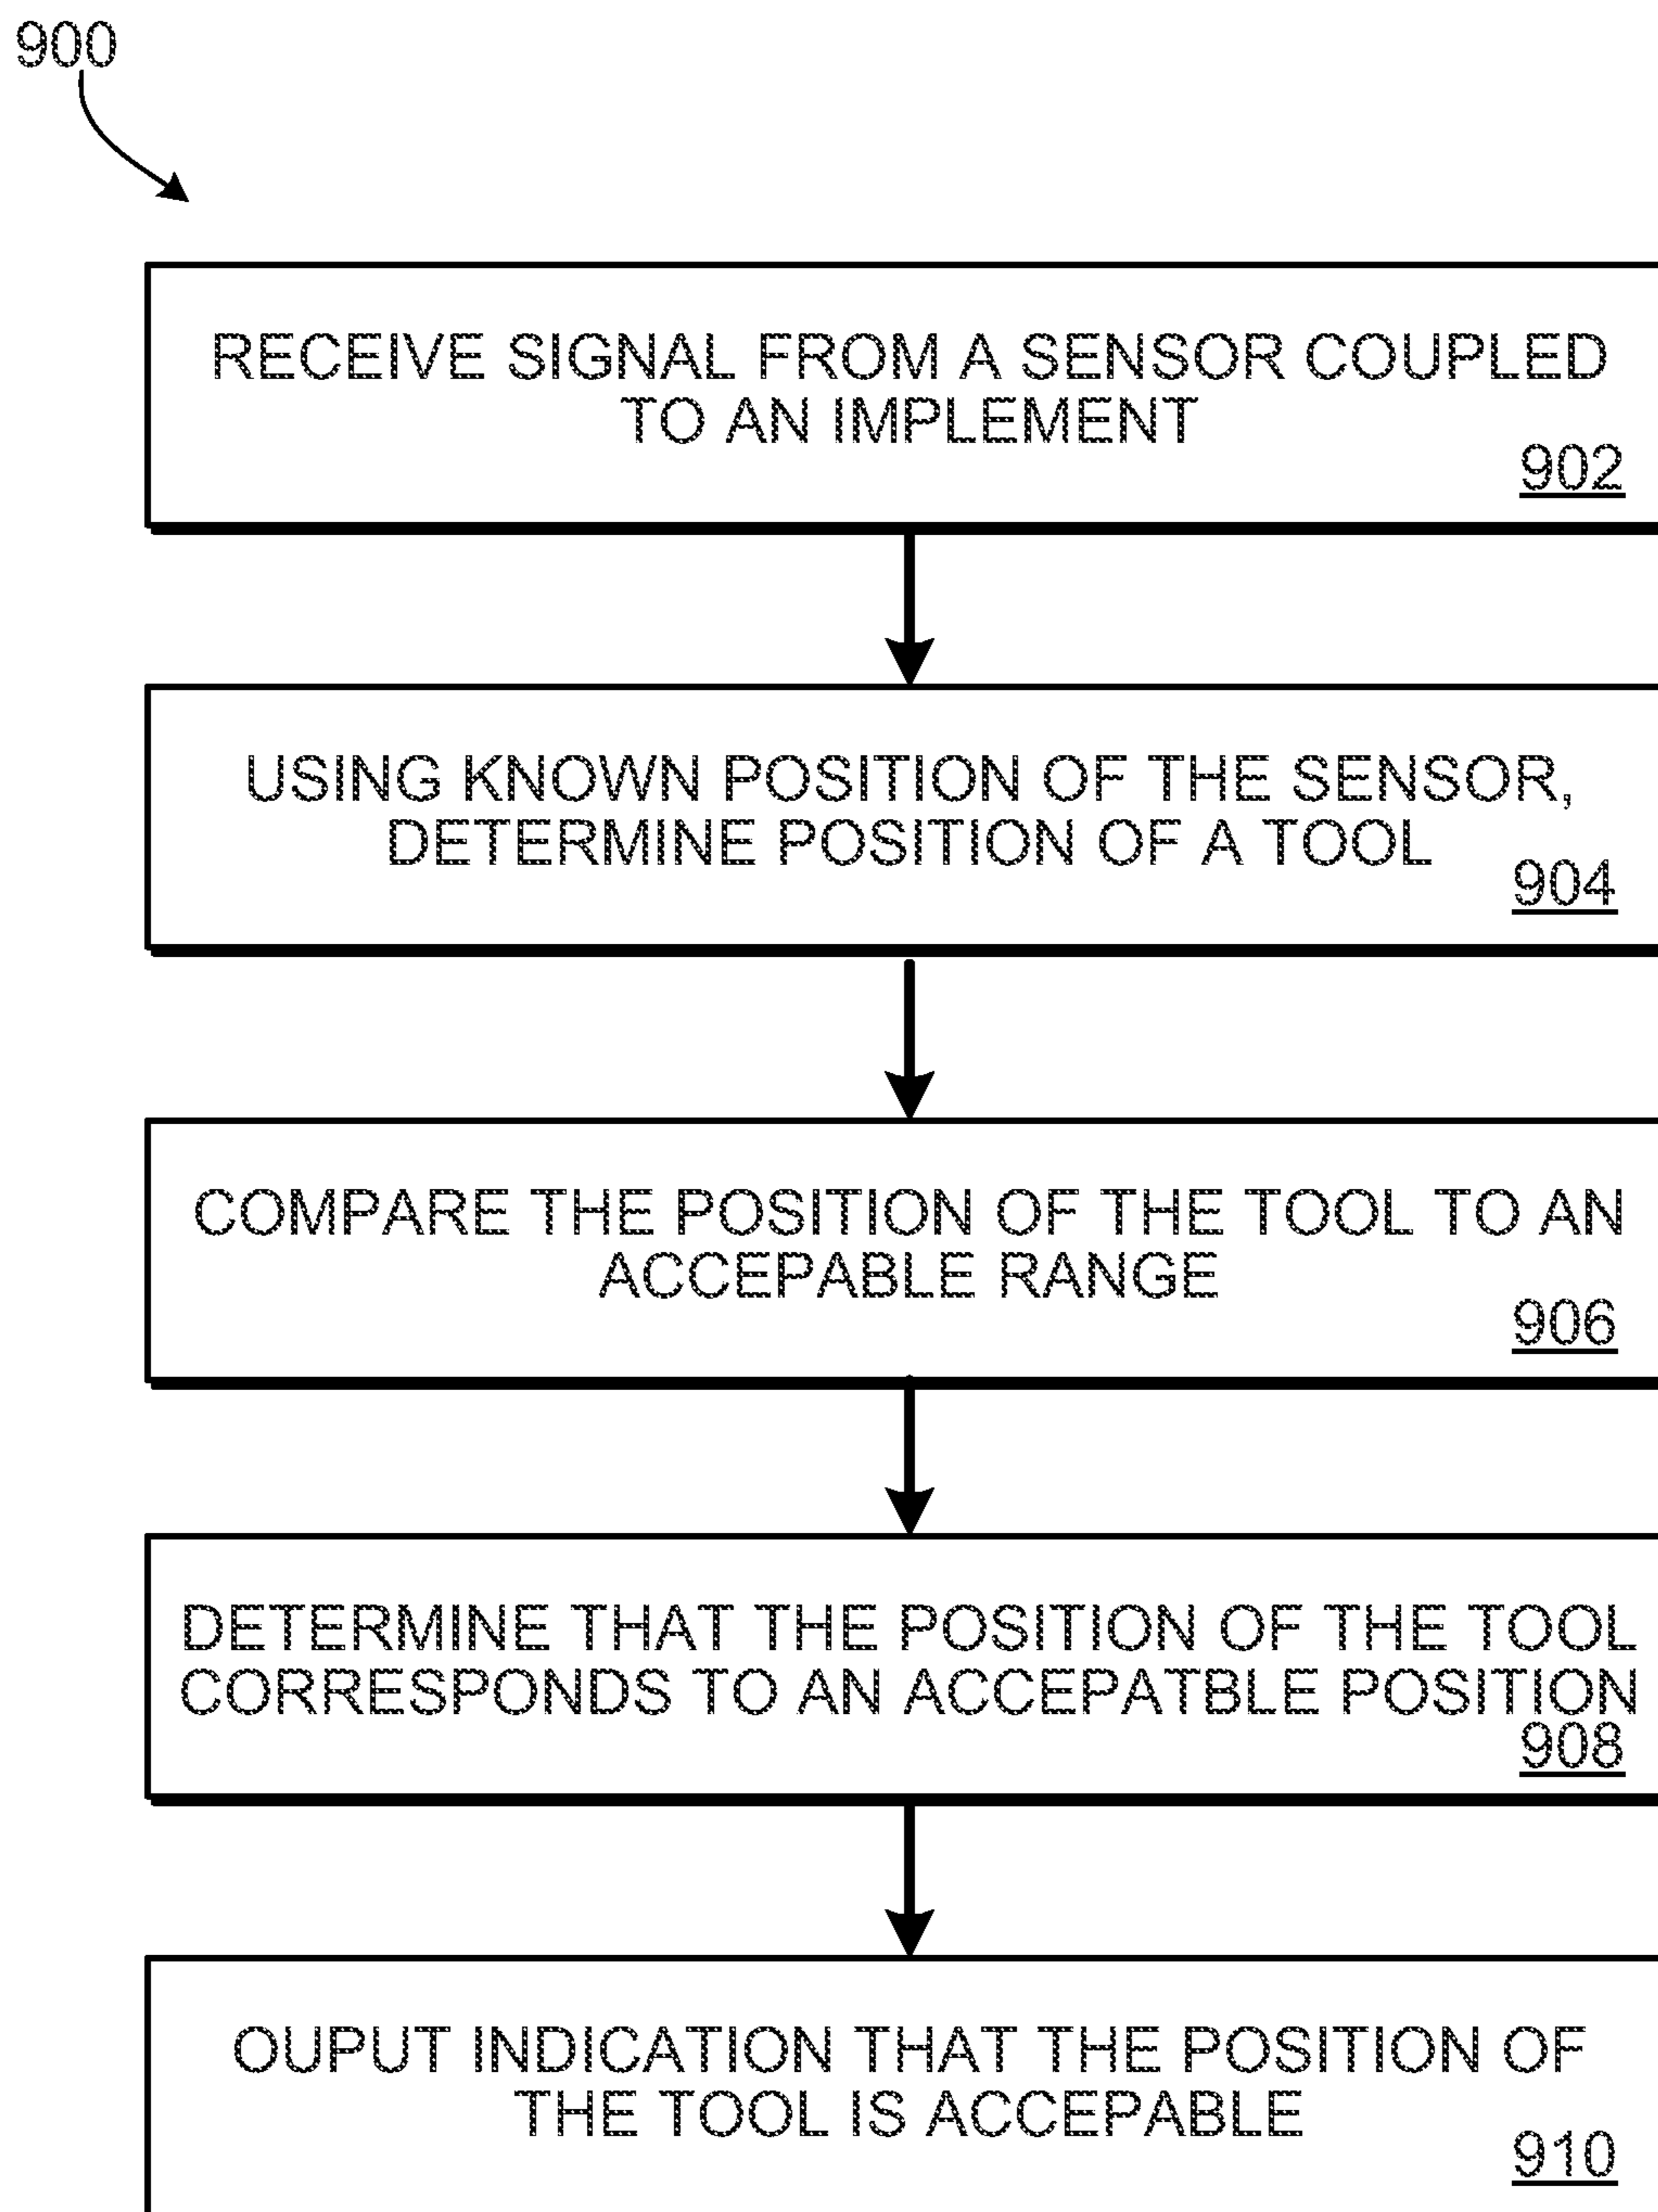 900
RECEIVE SIGNAL FROM A SENSOR COUPLED
TO AN IMPLEMENT
902
USING KNOWN POSITION OF THE SENSOR,
DETERMINE POSITION OF A TOOL
904
COMPARE THE POSITION OF THE TOOL TO AN
ACCEPABLE RANGE
906
DETERMINE THAT THE POSITION OF THE TOOL
CORRESPONDS TO AN ACCEPATBLE POSITION
908
OUPUT INDICATION THAT THE POSITION OF
THE TOOL IS ACCEPABLE
910